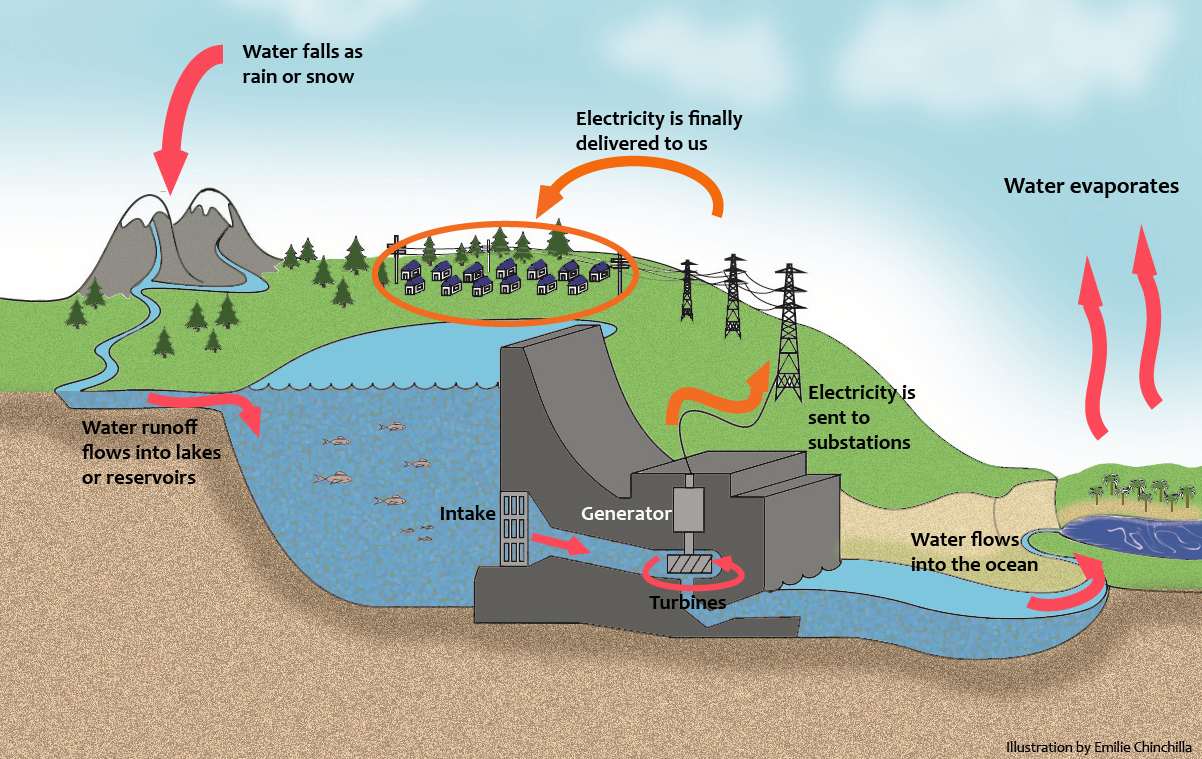 Water falls as
rain or snow
Electricity is finally
delivered to us
Water evaporates
Electricity is
sent to
substations
Water runoff
flows into lakes
or reservoirs
Intake
Generator
Water flows
into the ocean
Turbines
Illustration by Emilie Chinchilla